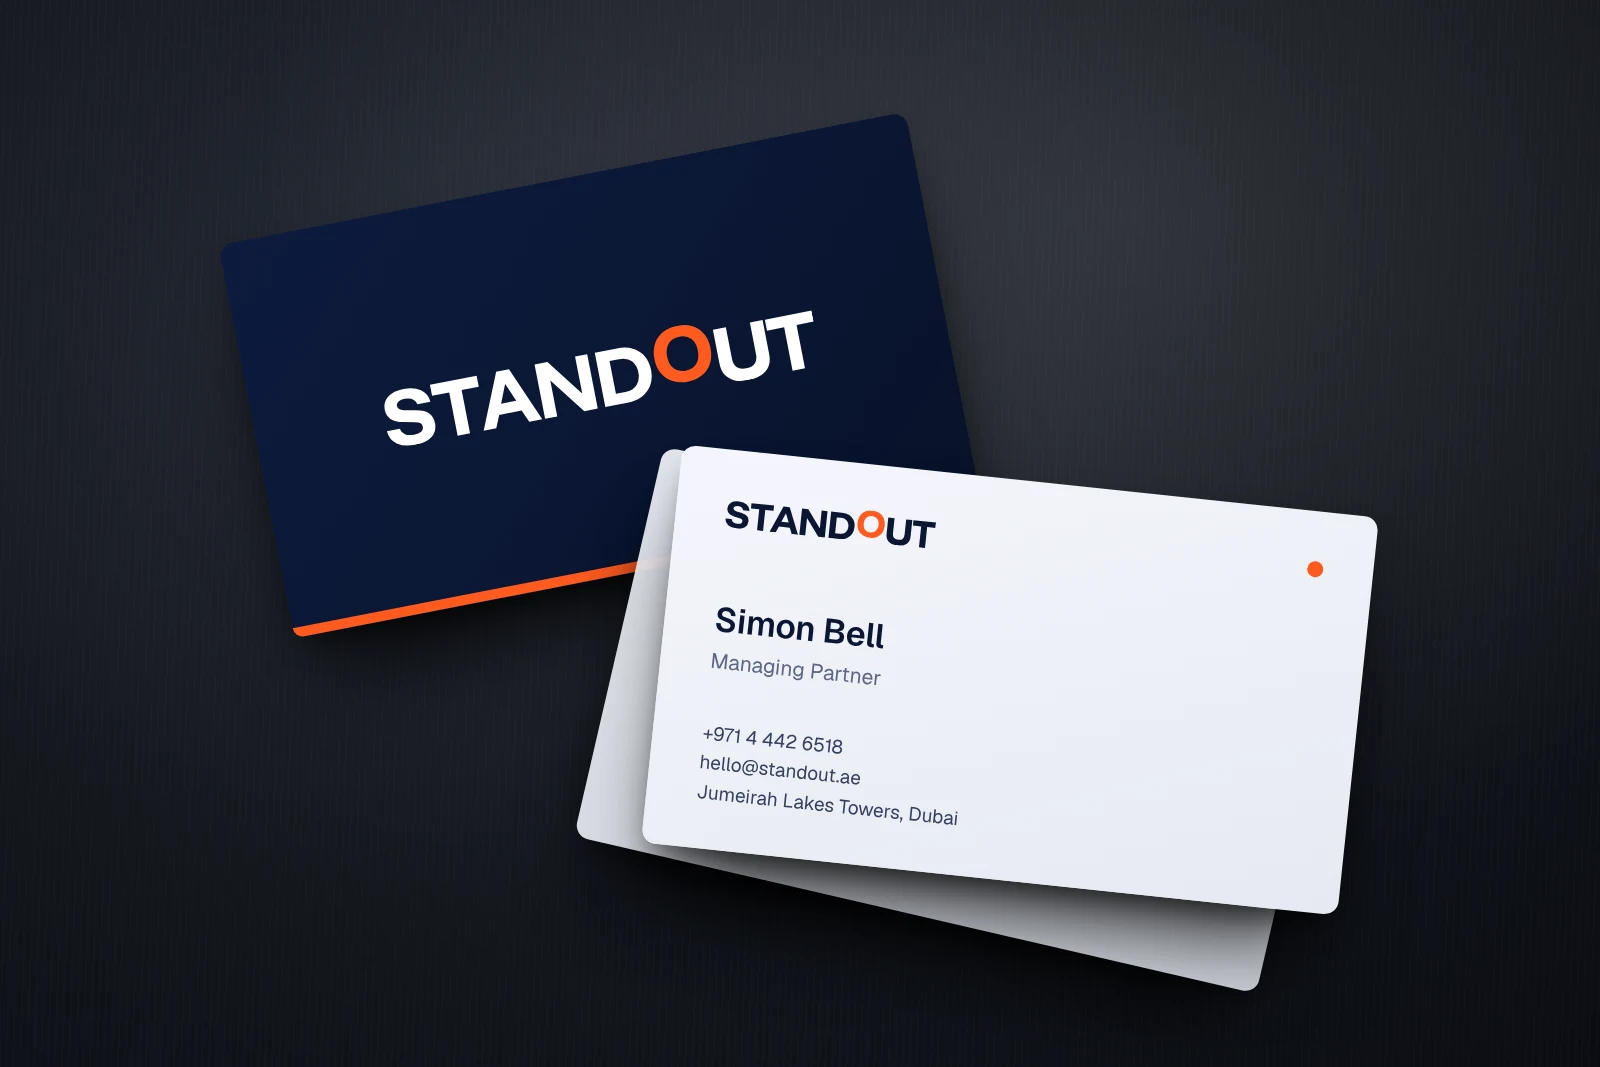 STANDOUT
STANDOUT
Simon Bell
Managing Partner
+971 4 442 6518
hello@standout.ae
Jumeirah Lakes Towers, Dubai